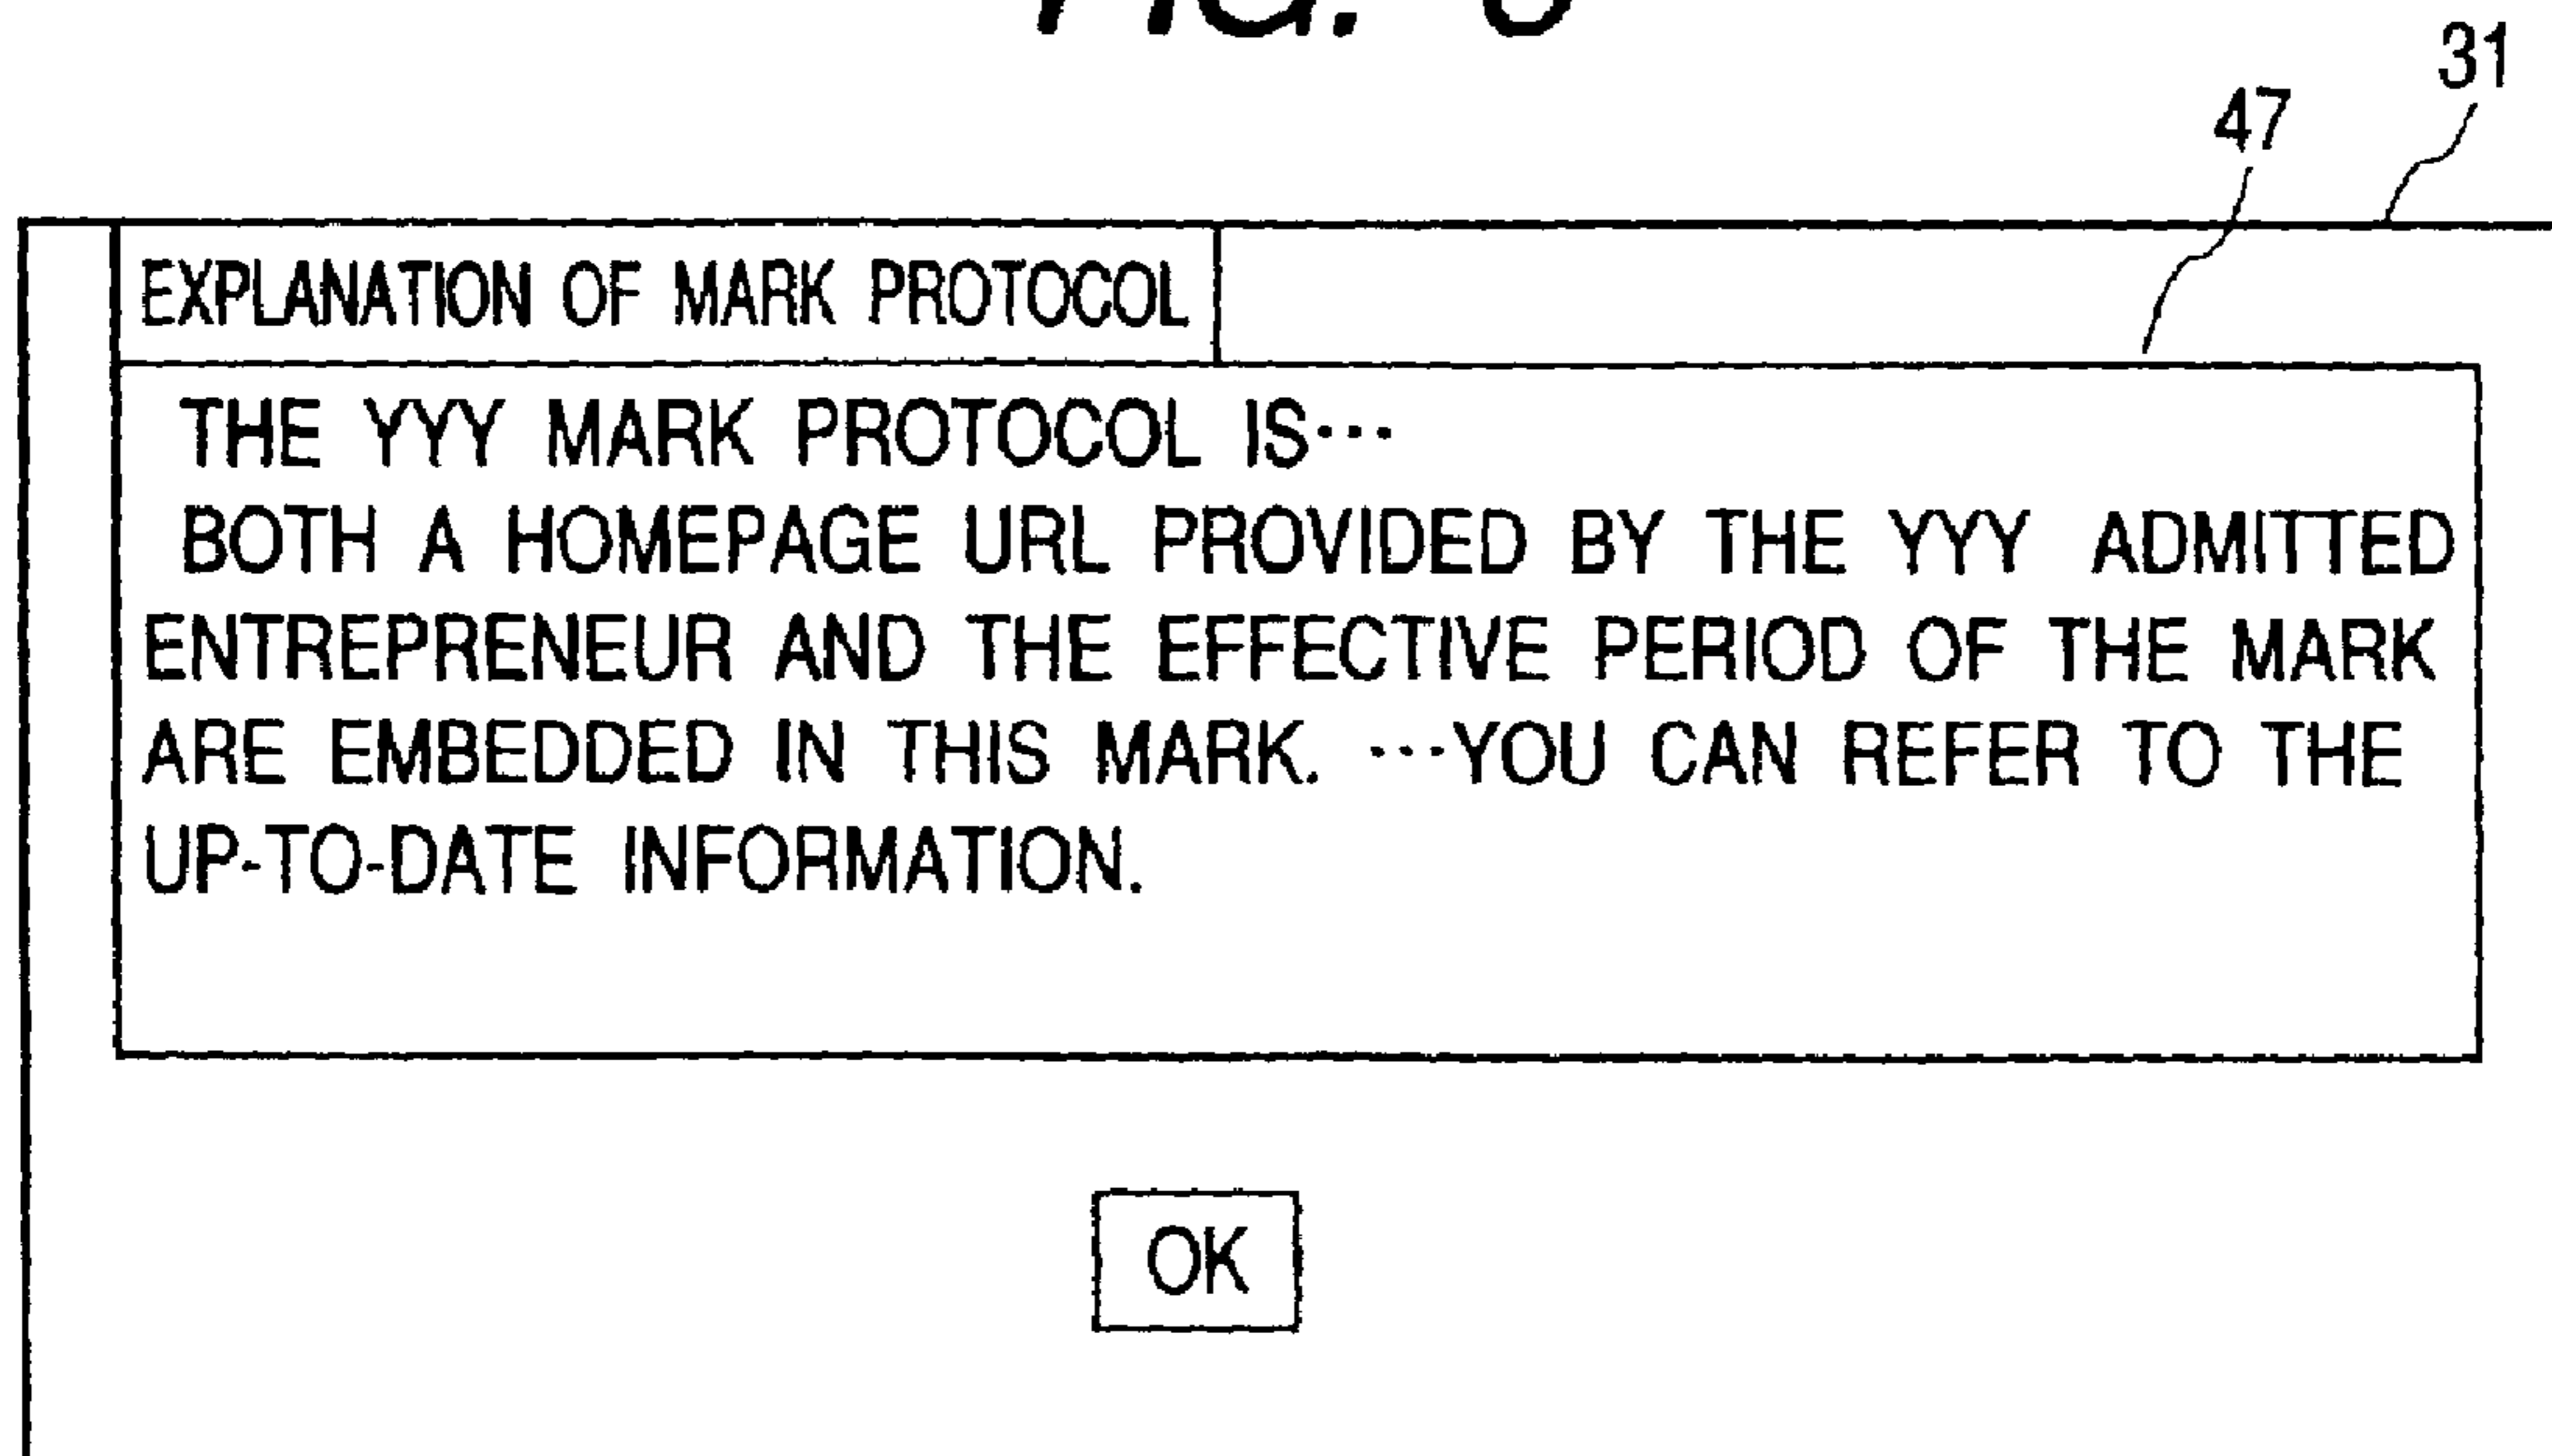 FIG.
31
47
EXPLANATION OF MARK PROTOCOL
THE YYY MARK PROTOCOL IS···
BOTH A HOMEPAGE URL PROVIDED BY THE YYY ADMITTED
ENTREPRENEUR AND THE EFFECTIVE PERIOD OF THE MARK
ARE EMBEDDED IN THIS MARK. ···YOU CAN REFER TO THE
UP-TO-DATE INFORMATION.
OK